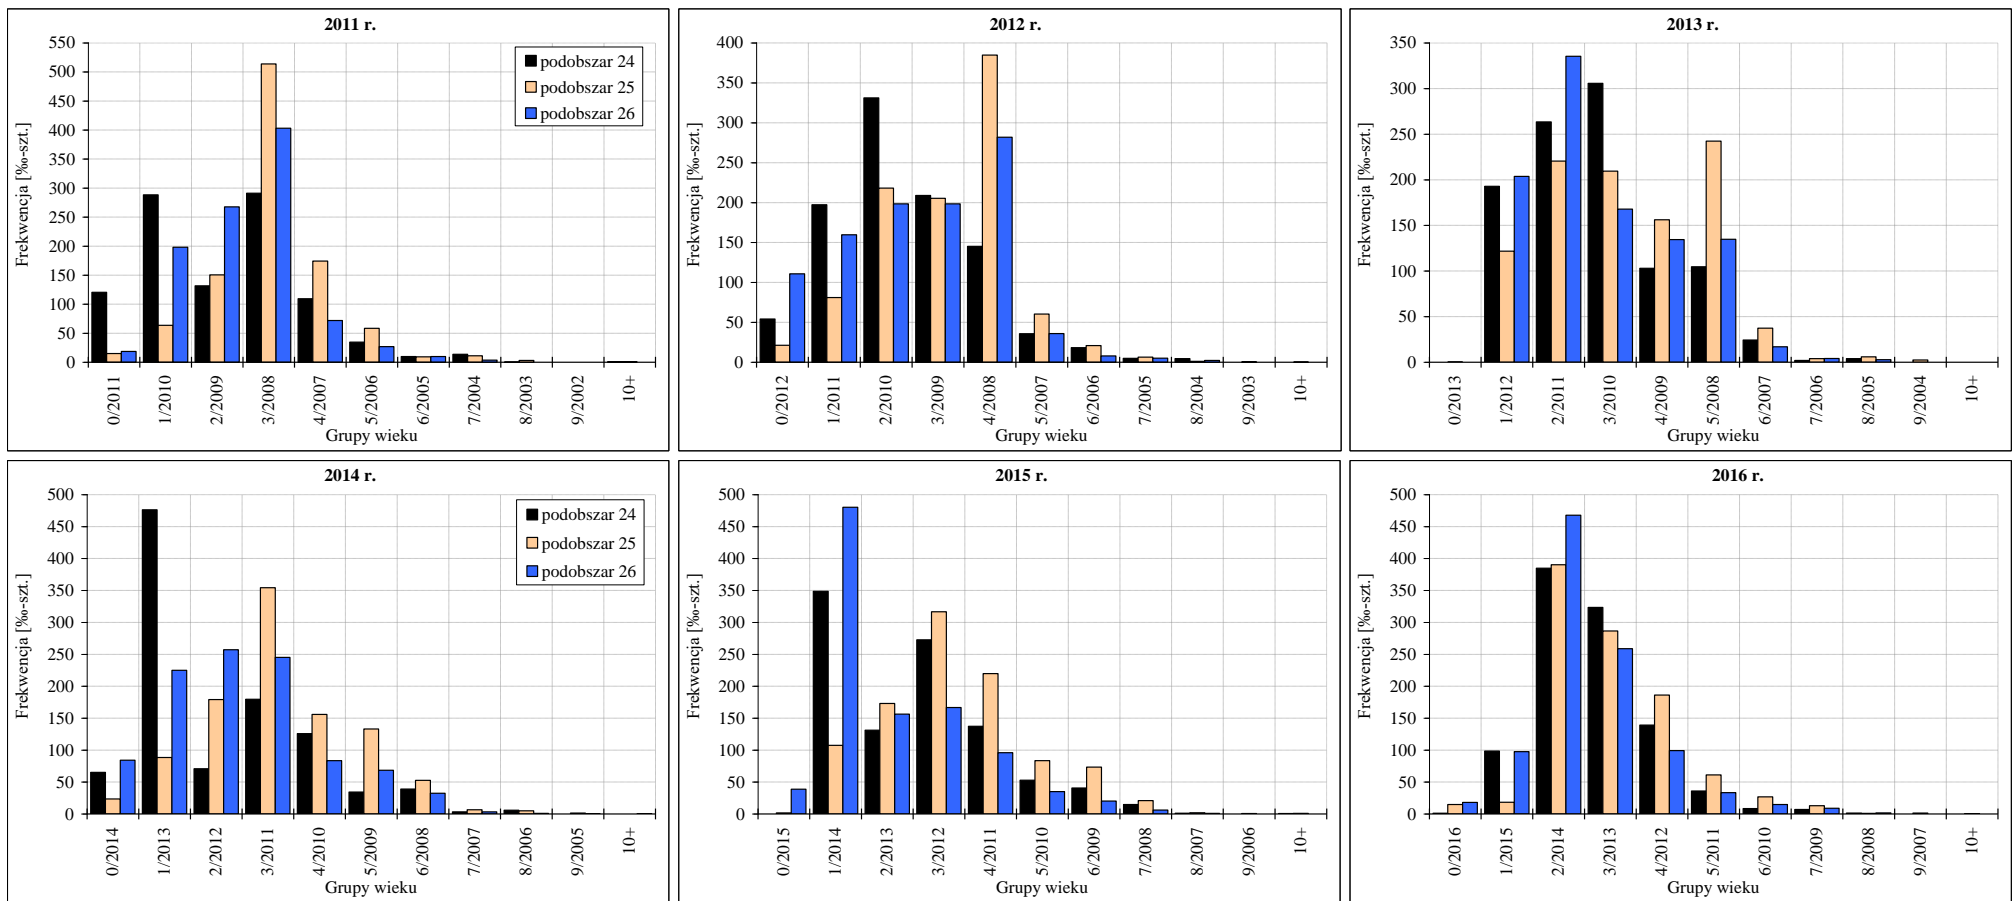 2011 r.
Frekwencja [‰-szt.]
550
500
450
400
350
300
250
200
150
100
50
0
podobszar 24
podobszar 25
podobszar 26
0/2011 1/2010 2/2009 3/2008 4/2007 5/2006 6/2005 7/2004 8/2003 9/2002 10+
Grupy wieku
2012 r.
Frekwencja [‰-szt.]
400
350
300
250
200
150
100
50
0
0/2012 1/2011 2/2010 3/2009 4/2008 5/2007 6/2006 7/2005 8/2004 9/2003 10+
Grupy wieku
2013 r.
Frekwencja [‰-szt.]
350
300
250
200
150
100
50
0
0/2013 1/2012 2/2011 3/2010 4/2009 5/2008 6/2007 7/2006 8/2005 9/2004 10+
Grupy wieku
2014 r.
Frekwencja [‰-szt.]
500
450
400
350
300
250
200
150
100
50
0
podobszar 24
podobszar 25
podobszar 26
0/2014 1/2013 2/2012 3/2011 4/2010 5/2009 6/2008 7/2007 8/2006 9/2005 10+
Grupy wieku
2015 r.
Frekwencja [‰-szt.]
500
450
400
350
300
250
200
150
100
50
0
0/2015 1/2014 2/2013 3/2012 4/2011 5/2010 6/2009 7/2008 8/2007 9/2006 10+
Grupy wieku
2016 r.
Frekwencja [‰-szt.]
500
450
400
350
300
250
200
150
100
50
0
0/2016 1/2015 2/2014 3/2013 4/2012 5/2011 6/2010 7/2009 8/2008 9/2007 10+
Grupy wieku